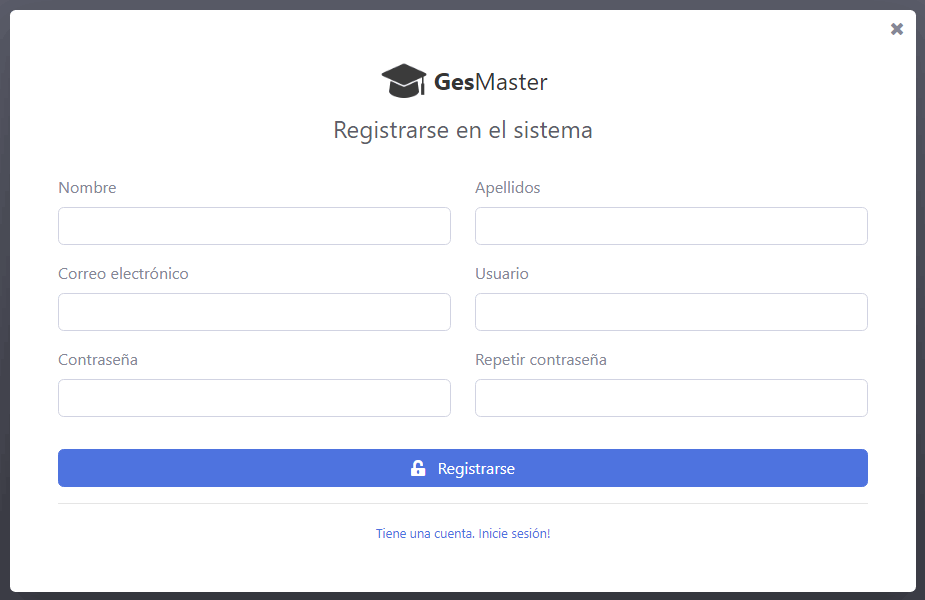 GesMaster
Registrarse en el sistema
Nombre
Apellidos
Correo electrónico
Usuario
Contraseña
Repetir contraseña
Registrarse
Tiene una cuenta. Inicie sesión!